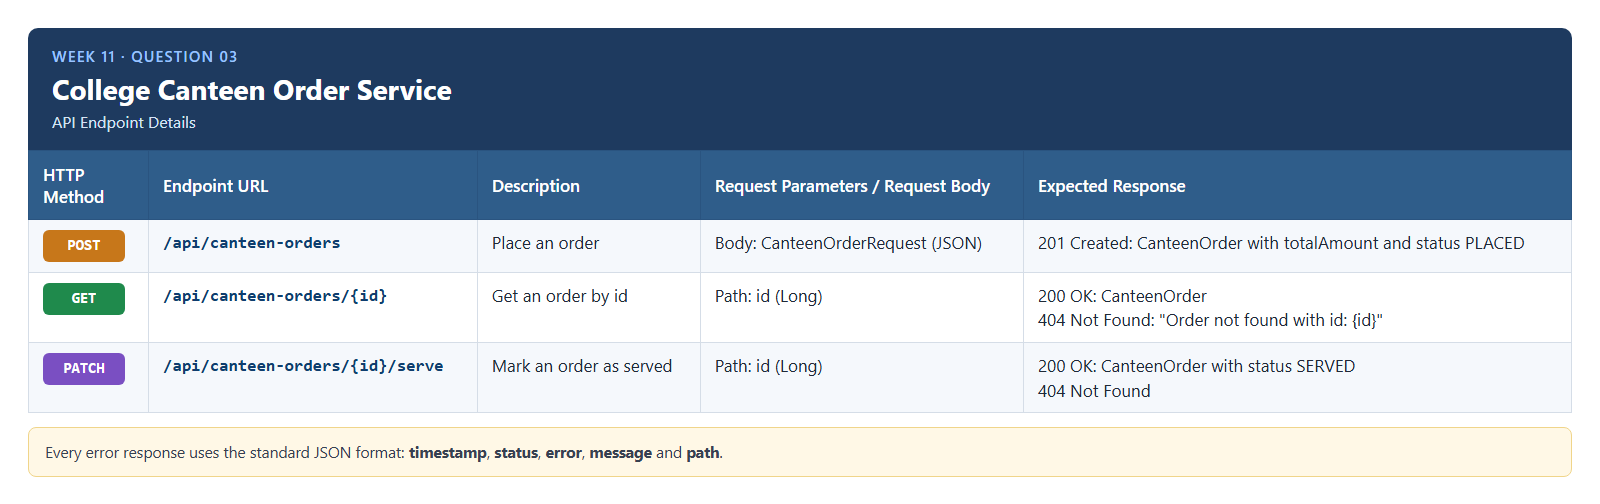 WEEK 11 · QUESTION 03
College Canteen Order Service
API Endpoint Details
HTTP Method
Endpoint URL
Description
Request Parameters / Request Body
Expected Response
POST
/api/canteen-orders
Place an order
Body: CanteenOrderRequest (JSON)
201 Created: CanteenOrder with totalAmount and status PLACED
GET
/api/canteen-orders/{id}
Get an order by id
Path: id (Long)
200 OK: CanteenOrder
404 Not Found: "Order not found with id: {id}"
PATCH
/api/canteen-orders/{id}/serve
Mark an order as served
Path: id (Long)
200 OK: CanteenOrder with status SERVED
404 Not Found
Every error response uses the standard JSON format: timestamp, status, error, message and path.